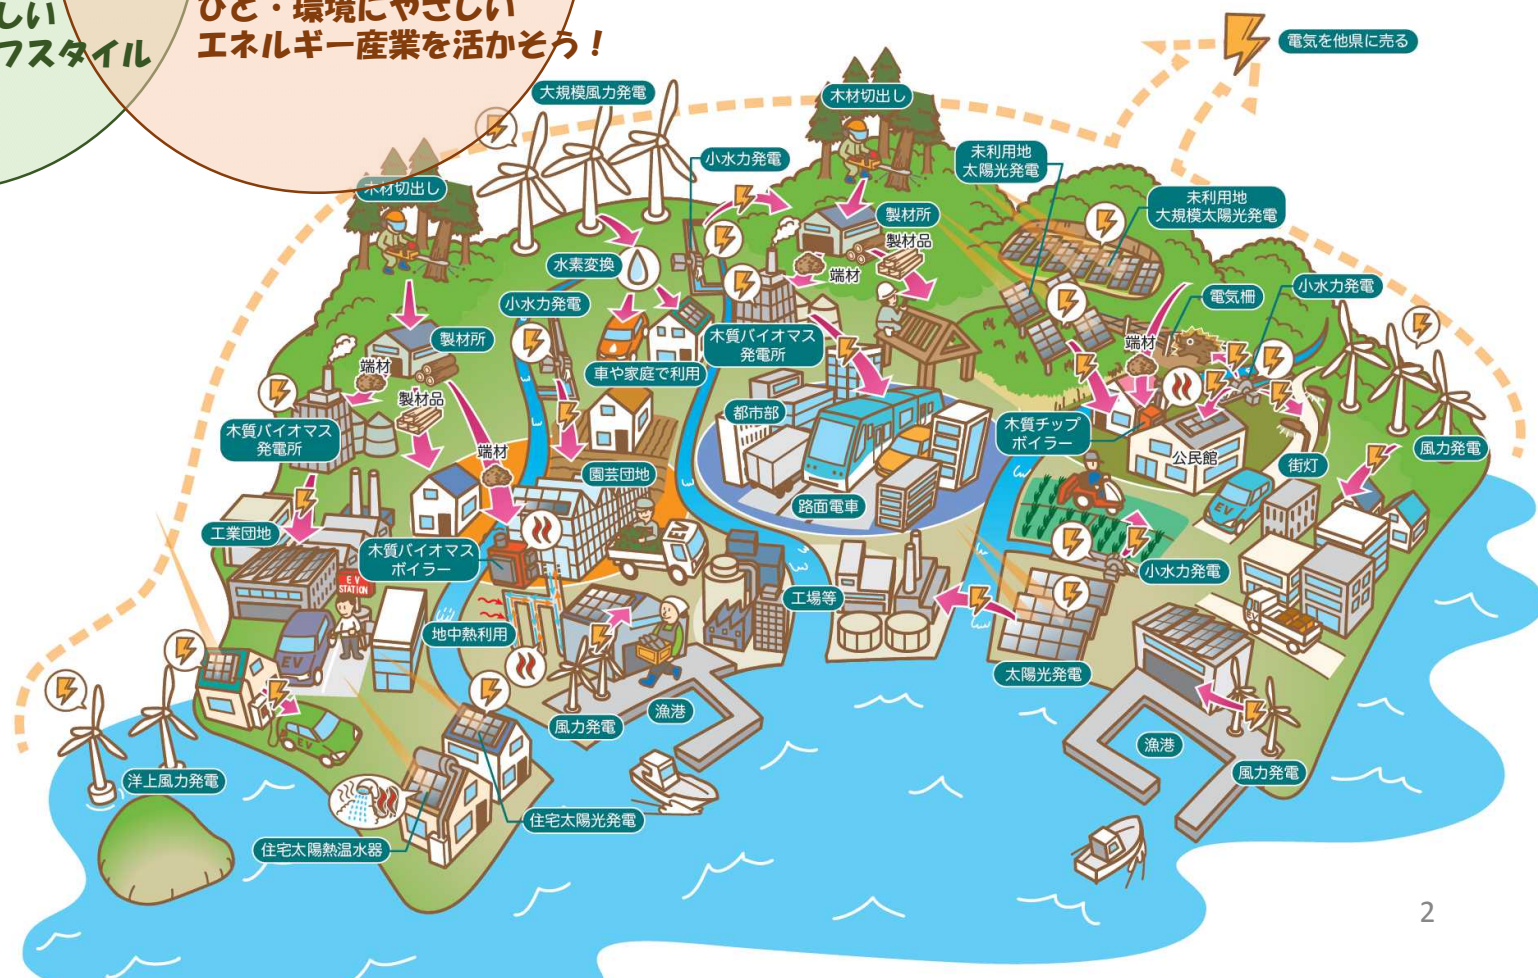 しい
フスタイル
ひと・環境にやさしい
エネルギー産業を活かそう！
電気を他県に売る
大規模風力発電
木材切出し
小水力発電
未利用地
太陽光発電
未利用地
大規模太陽光発電
木材切出し
製材所
製材品
端材
水素変換
小水力発電
電気柵
小水力発電
木質バイオマス
発電所
製材所
端材
製材品
車や家庭で利用
端材
都市部
木質チップ
ボイラー
公民館
街灯
風力発電
木質バイオマス
発電所
端材
園芸団地
路面電車
工業団地
木質バイオマス
ボイラー
EV
EV
STATION
EV
小水力発電
工場等
地中熱利用
EV
太陽光発電
風力発電
漁港
漁港
風力発電
EV
洋上風力発電
住宅太陽光発電
住宅太陽熱温水器
2